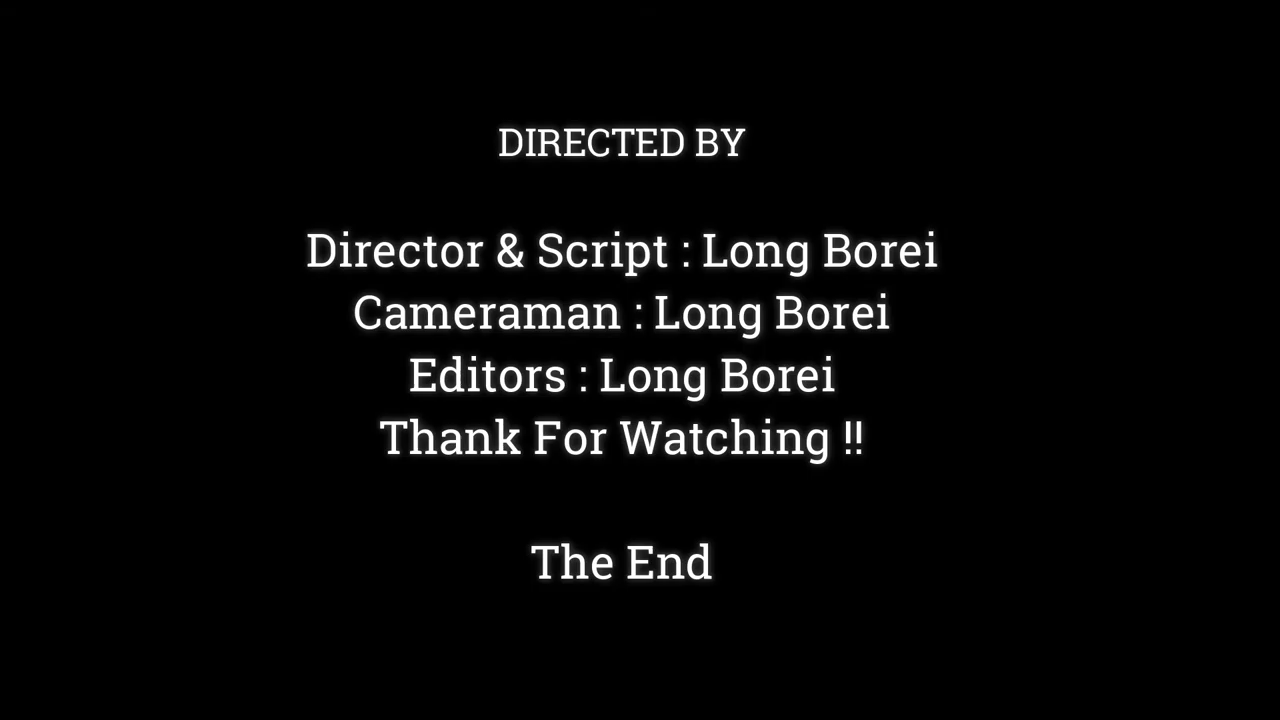 DIRECTED BY
Director & Script : Long Borei
Cameraman : Long Borei
Editors : Long Borei
Thank For Watching !!
The End